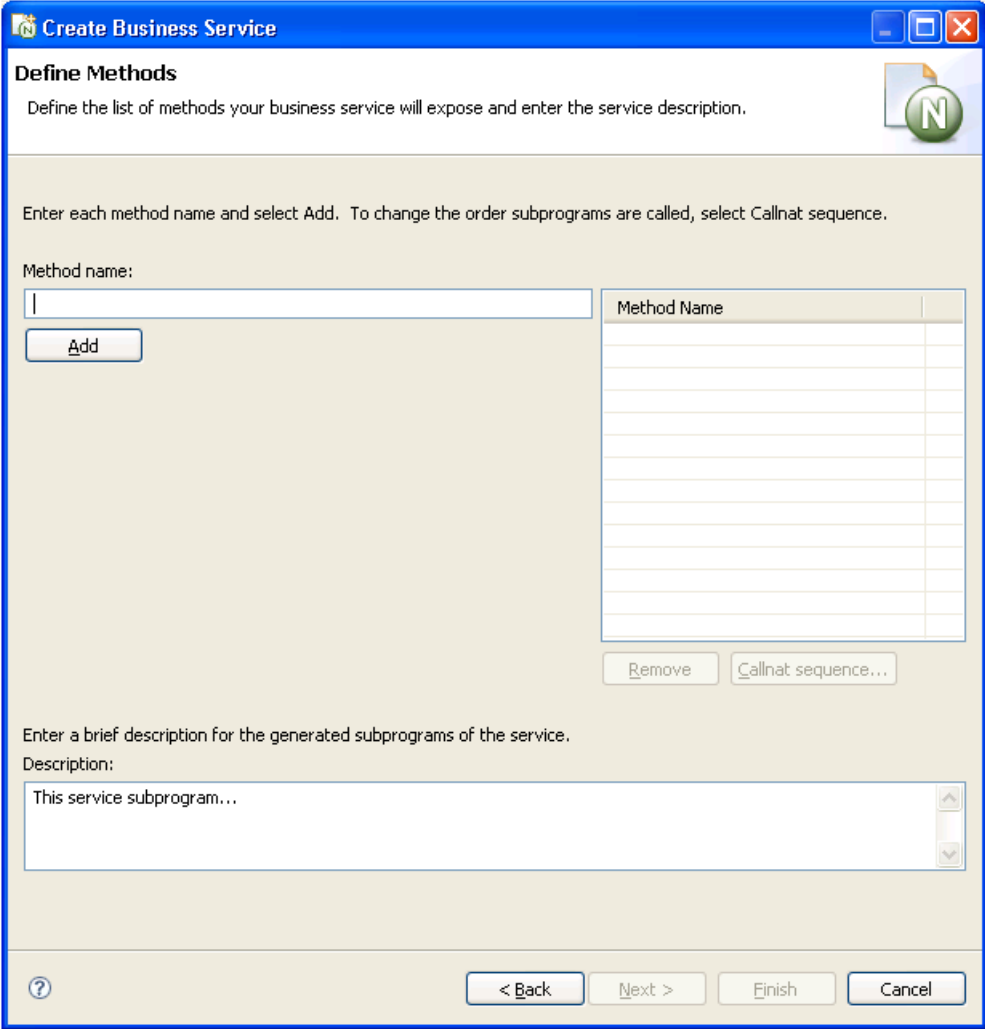 Create Business Service
Define Methods
Define the list of methods your business service will expose and enter the service description.
N
Enter each method name and select Add.  To change the order subprograms are called, select Callnat sequence.
Method name:
Method Name
Add
Remove
Callnat sequence...
Enter a brief description for the generated subprograms of the service.
Description:
This service subprogram...
?
< Back
Next >
Finish
Cancel